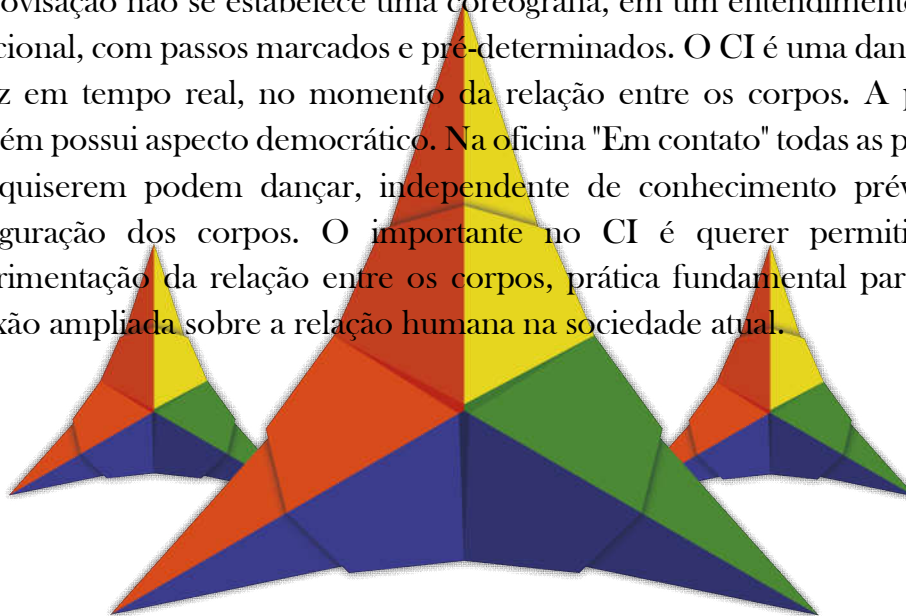 ovisação não se estabelece uma coreografia, em um entendimento
cional, com passos marcados e pré-determinados. O CI é uma dan
z em tempo real, no momento da relação entre os corpos. A p
ém possui aspecto democrático. Na oficina "Em contato" todas as p
quiserem podem dançar, independente de conhecimento prév
guração dos corpos. O importante no CI é querer permiti
rimentação da relação entre os corpos, prática fundamental par
xão ampliada sobre a relação humana na sociedade atual.